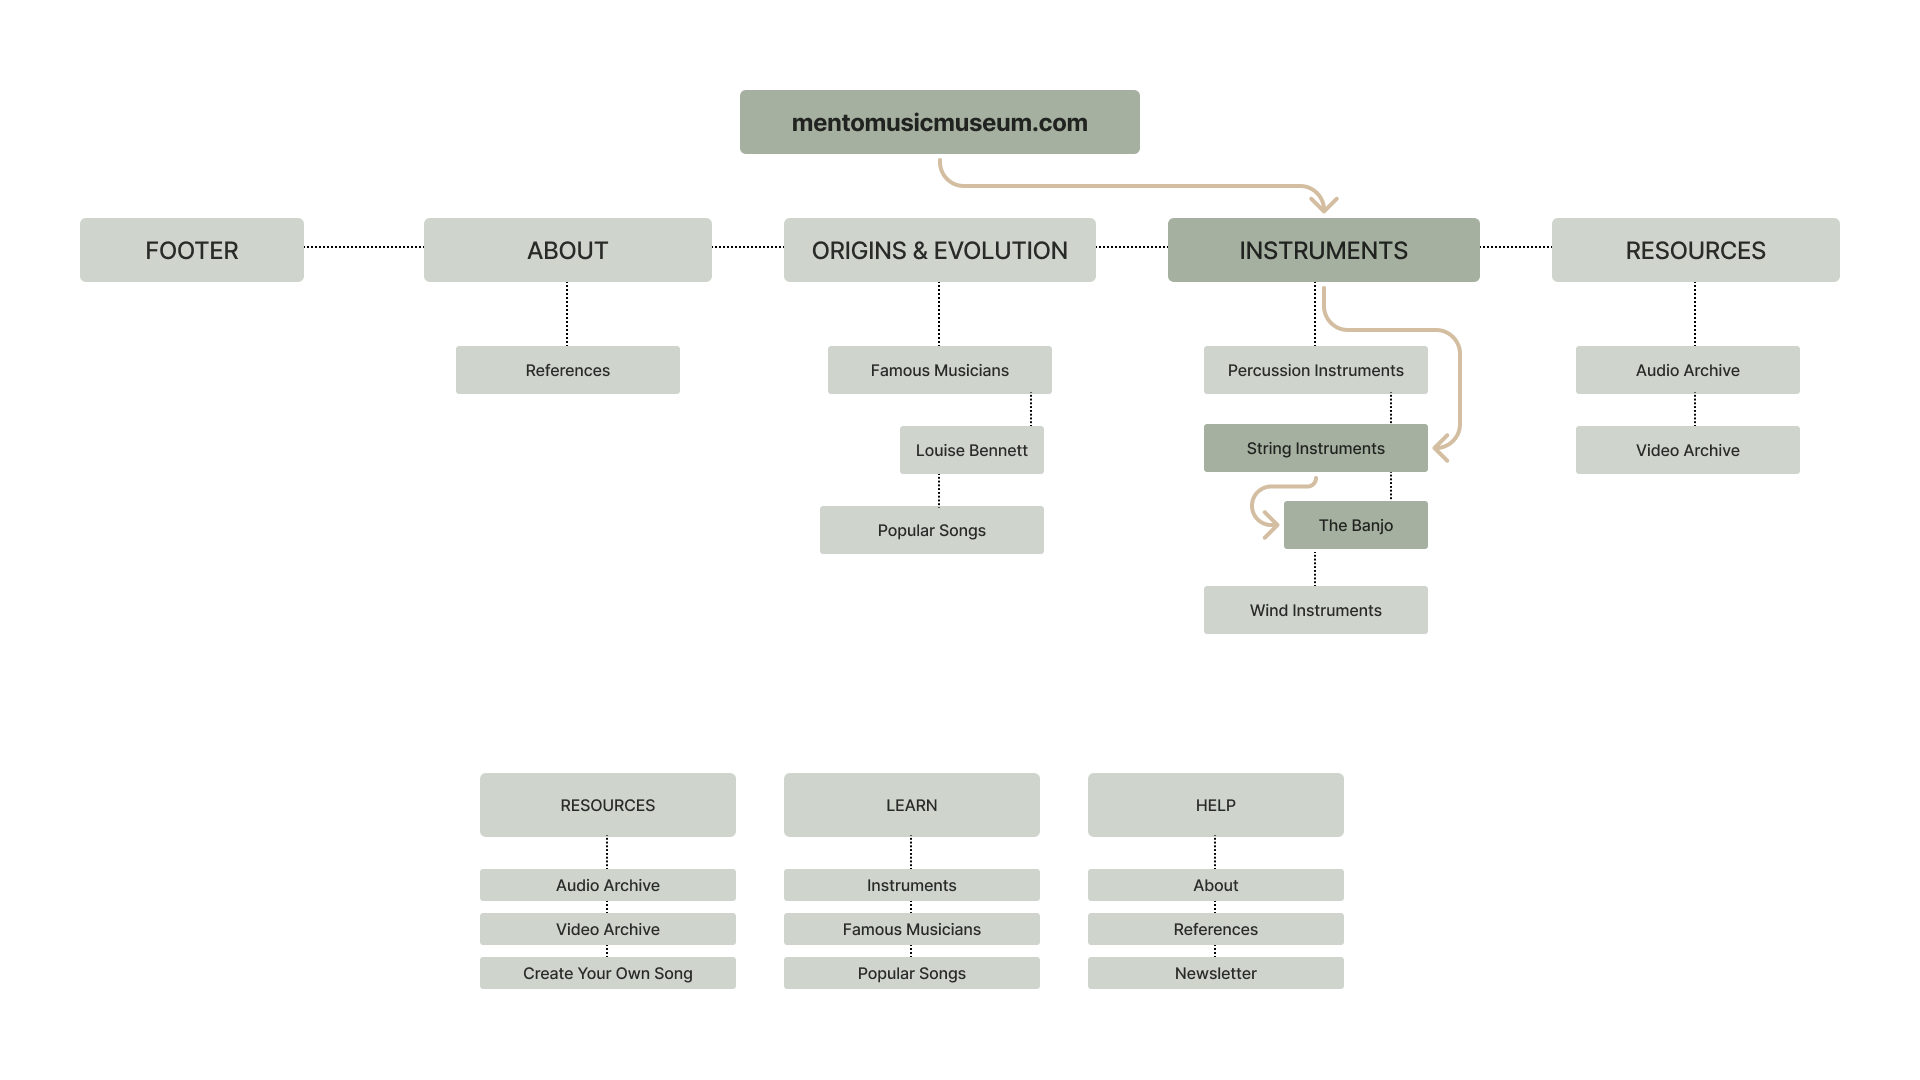 mentomusicmuseum.com
FOOTER
ABOUT
ORIGINS & EVOLUTION
INSTRUMENTS
RESOURCES
References
Famous Musicians
Louise Bennett
Popular Songs
Percussion Instruments
String Instruments
The Banjo
Wind Instruments
Audio Archive
Video Archive
RESOURCES
Audio Archive
Video Archive
Create Your Own Song
LEARN
Instruments
Famous Musicians
Popular Songs
HELP
About
References
Newsletter